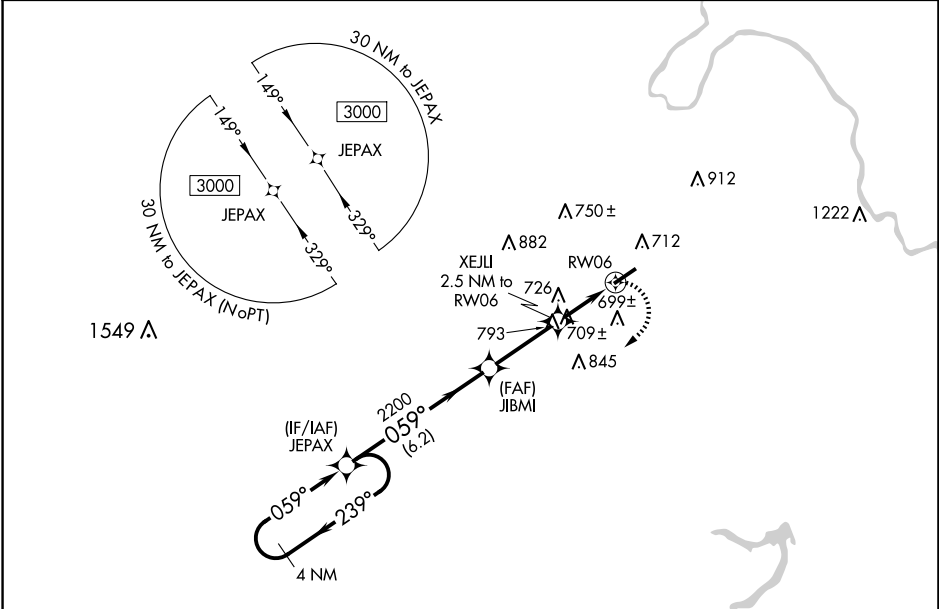 30 NM to JEPAX
149°
3000
JEPAX
329°
149°
3000
JEPAX
329°
30 NM to JEPAX (NoPT)
912
750 ±
1222
882
712
XEJLI
2.5 NM to
RW06
RW06
726
699±
1549
793
709 ±
845
(FAF)
JIBMI
2200
059°
(6.2)
(IF/IAF)
JEPAX
059°
239°
4 NM